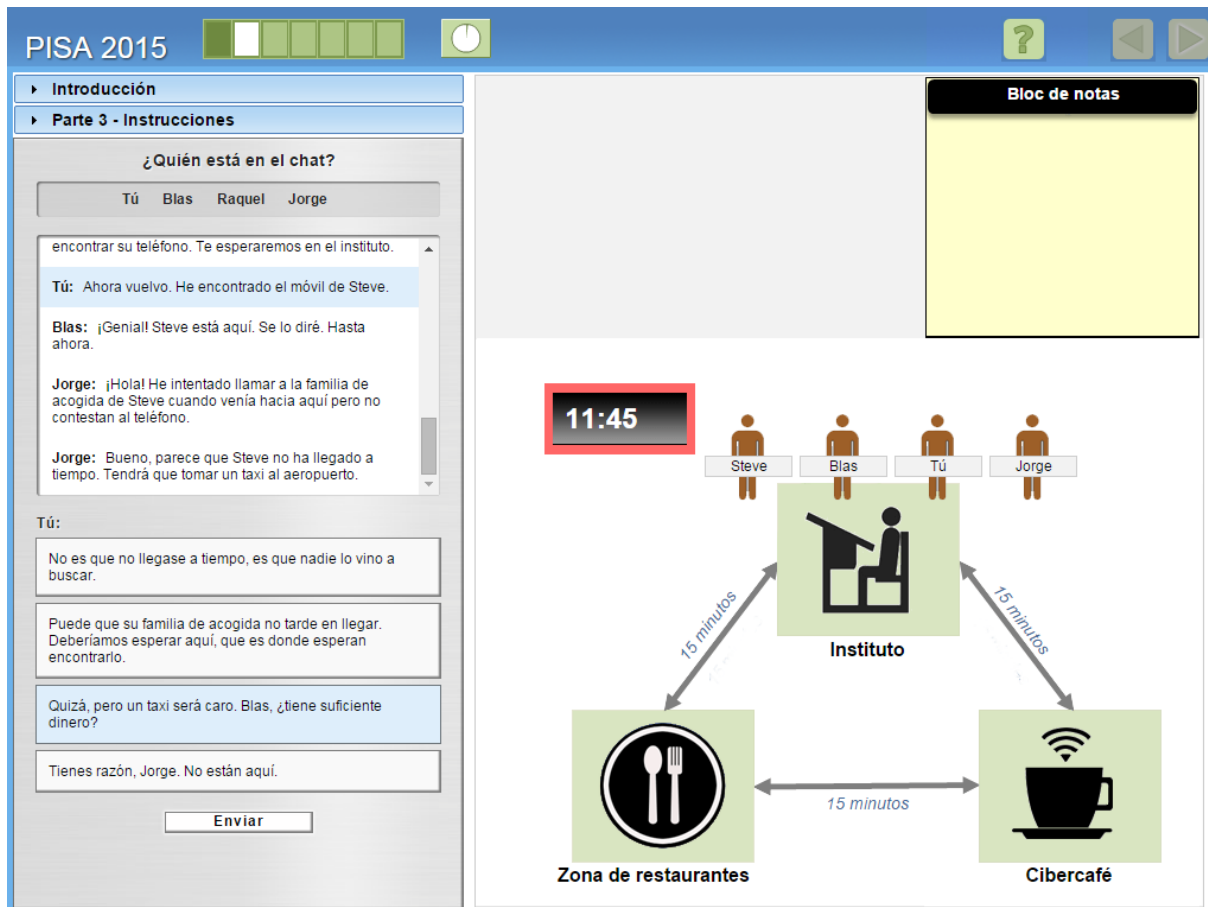 PISA 2015
?
Introducción
Parte 3 - Instrucciones
¿Quién está en el chat?
Tú Blas Raquel Jorge
encontrar su teléfono. Te esperaremos en el instituto.
Tú: Ahora vuelvo. He encontrado el móvil de Steve.
Blas: ¡Genial! Steve está aquí. Se lo diré. Hasta
ahora.
Jorge: ¡Hola! He intentado llamar a la familia de
acogida de Steve cuando venía hacia aquí pero no
contestan al teléfono.
Jorge: Bueno, parece que Steve no ha llegado a
tiempo. Tendrá que tomar un taxi al aeropuerto.
Tú:
No es que no llegase a tiempo, es que nadie lo vino a
buscar.
Puede que su familia de acogida no tarde en llegar.
Deberíamos esperar aquí, que es donde esperan
encontrarlo.
Quizá, pero un taxi será caro. Blas, ¿tiene suficiente
dinero?
Tienes razón, Jorge. No están aquí.
Enviar
Bloc de notas
11:45
Steve
Blas
Tú
Jorge
15 minutos
15 minutos
Instituto
15 minutos
Zona de restaurantes
Cibercafé